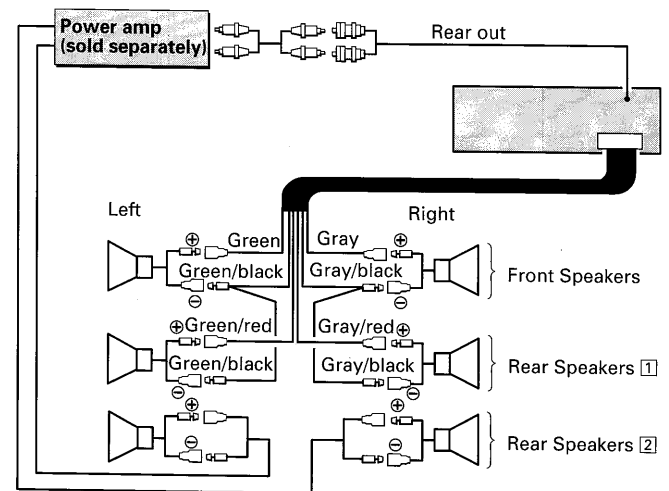 Power amp
(sold separately)
Rear out
Left
Right
⊕ Green Gray ⊕
Green/black Gray/black
⊖ ⊖
Front Speakers
⊕ Green/red Gray/red ⊕
Green/black Gray/black
⊖ ⊖
Rear Speakers 1
⊕ ⊕
⊖ ⊖
Rear Speakers 2